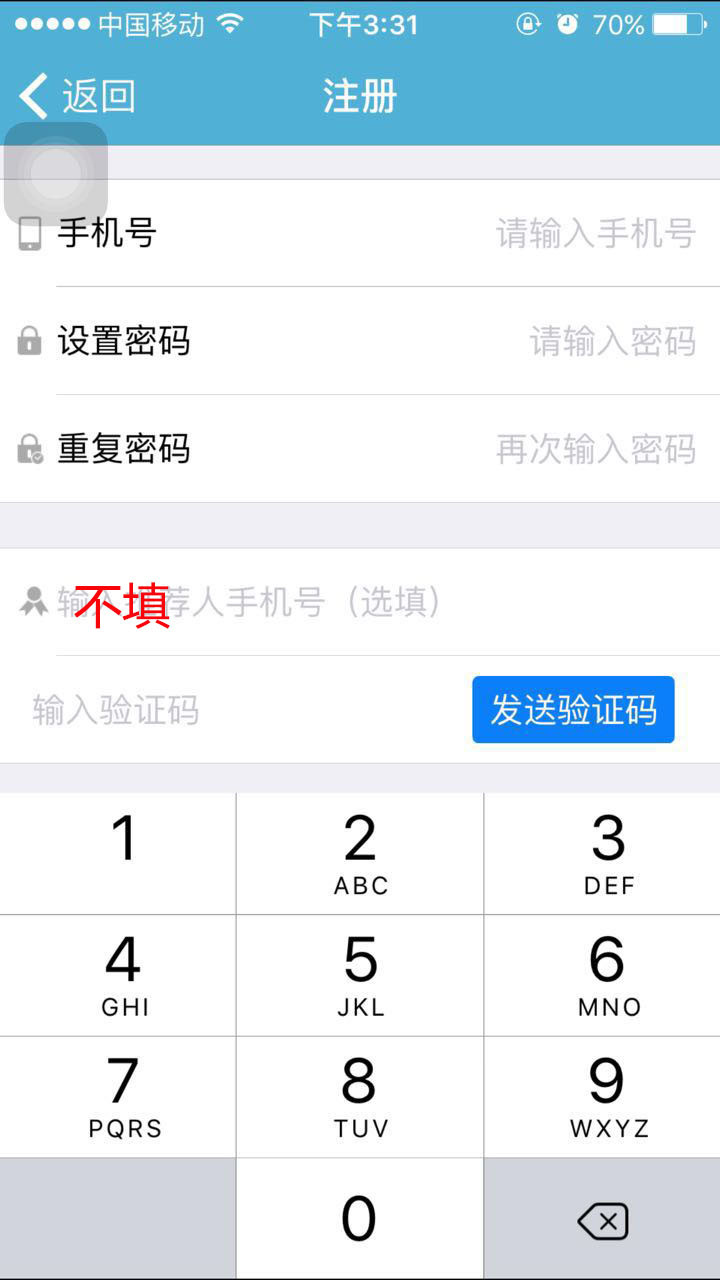 中国移动 下午3:31 70%
返回 注册
手机号 请输入手机号
设置密码 请输入密码
重复密码 再次输入密码
输入推荐人手机号（选填）
不填
输入验证码 发送验证码
1 2 3
ABC DEF
4 5 6
GHI JKL MNO
7 8 9
PQRS TUV WXYZ
0